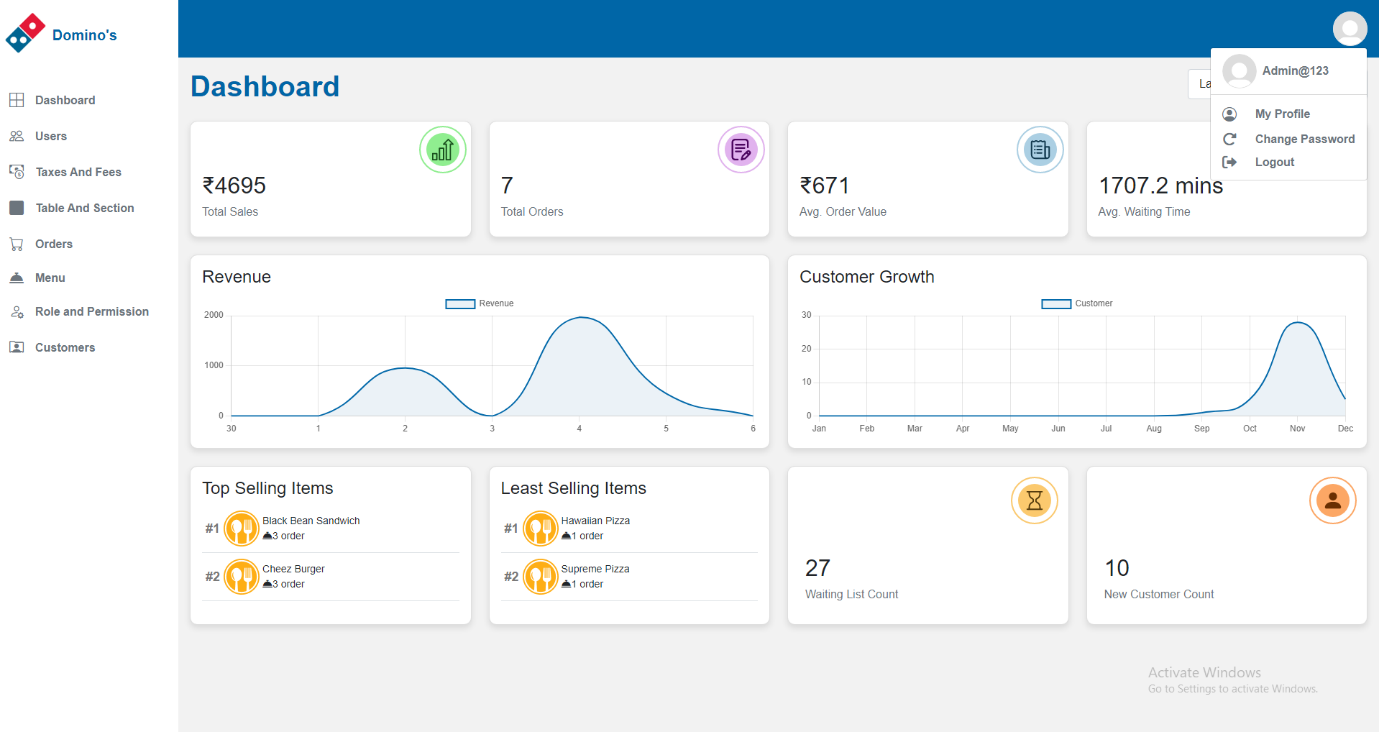 Domino's
Dashboard
Users
Taxes And Fees
Table And Section
Orders
Menu
Role and Permission
Customers
Dashboard
La
Admin@123
My Profile
Change Password
Logout
₹4695
Total Sales
7
Total Orders
₹671
Avg. Order Value
1707.2 mins
Avg. Waiting Time
Revenue
Revenue
2000
1000
0
30 1 2 3 4 5 6
Customer Growth
Customer
30
20
10
0
Jan Feb Mar Apr May Jun Jul Aug Sep Oct Nov Dec
Top Selling Items
#1 Black Bean Sandwich
3 order
#2 Cheez Burger
3 order
Least Selling Items
#1 Hawaiian Pizza
1 order
#2 Supreme Pizza
1 order
27
Waiting List Count
10
New Customer Count
Activate Windows
Go to Settings to activate Windows.